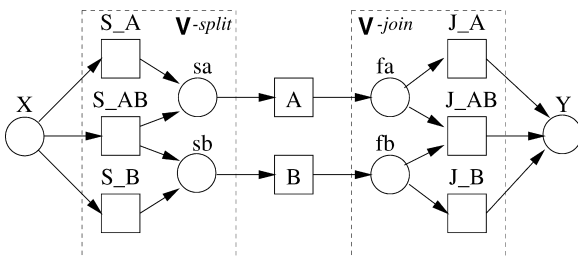 S_A V-split V-join J_A
sa fa
X S_AB A J_AB Y
sb fb
S_B B J_B